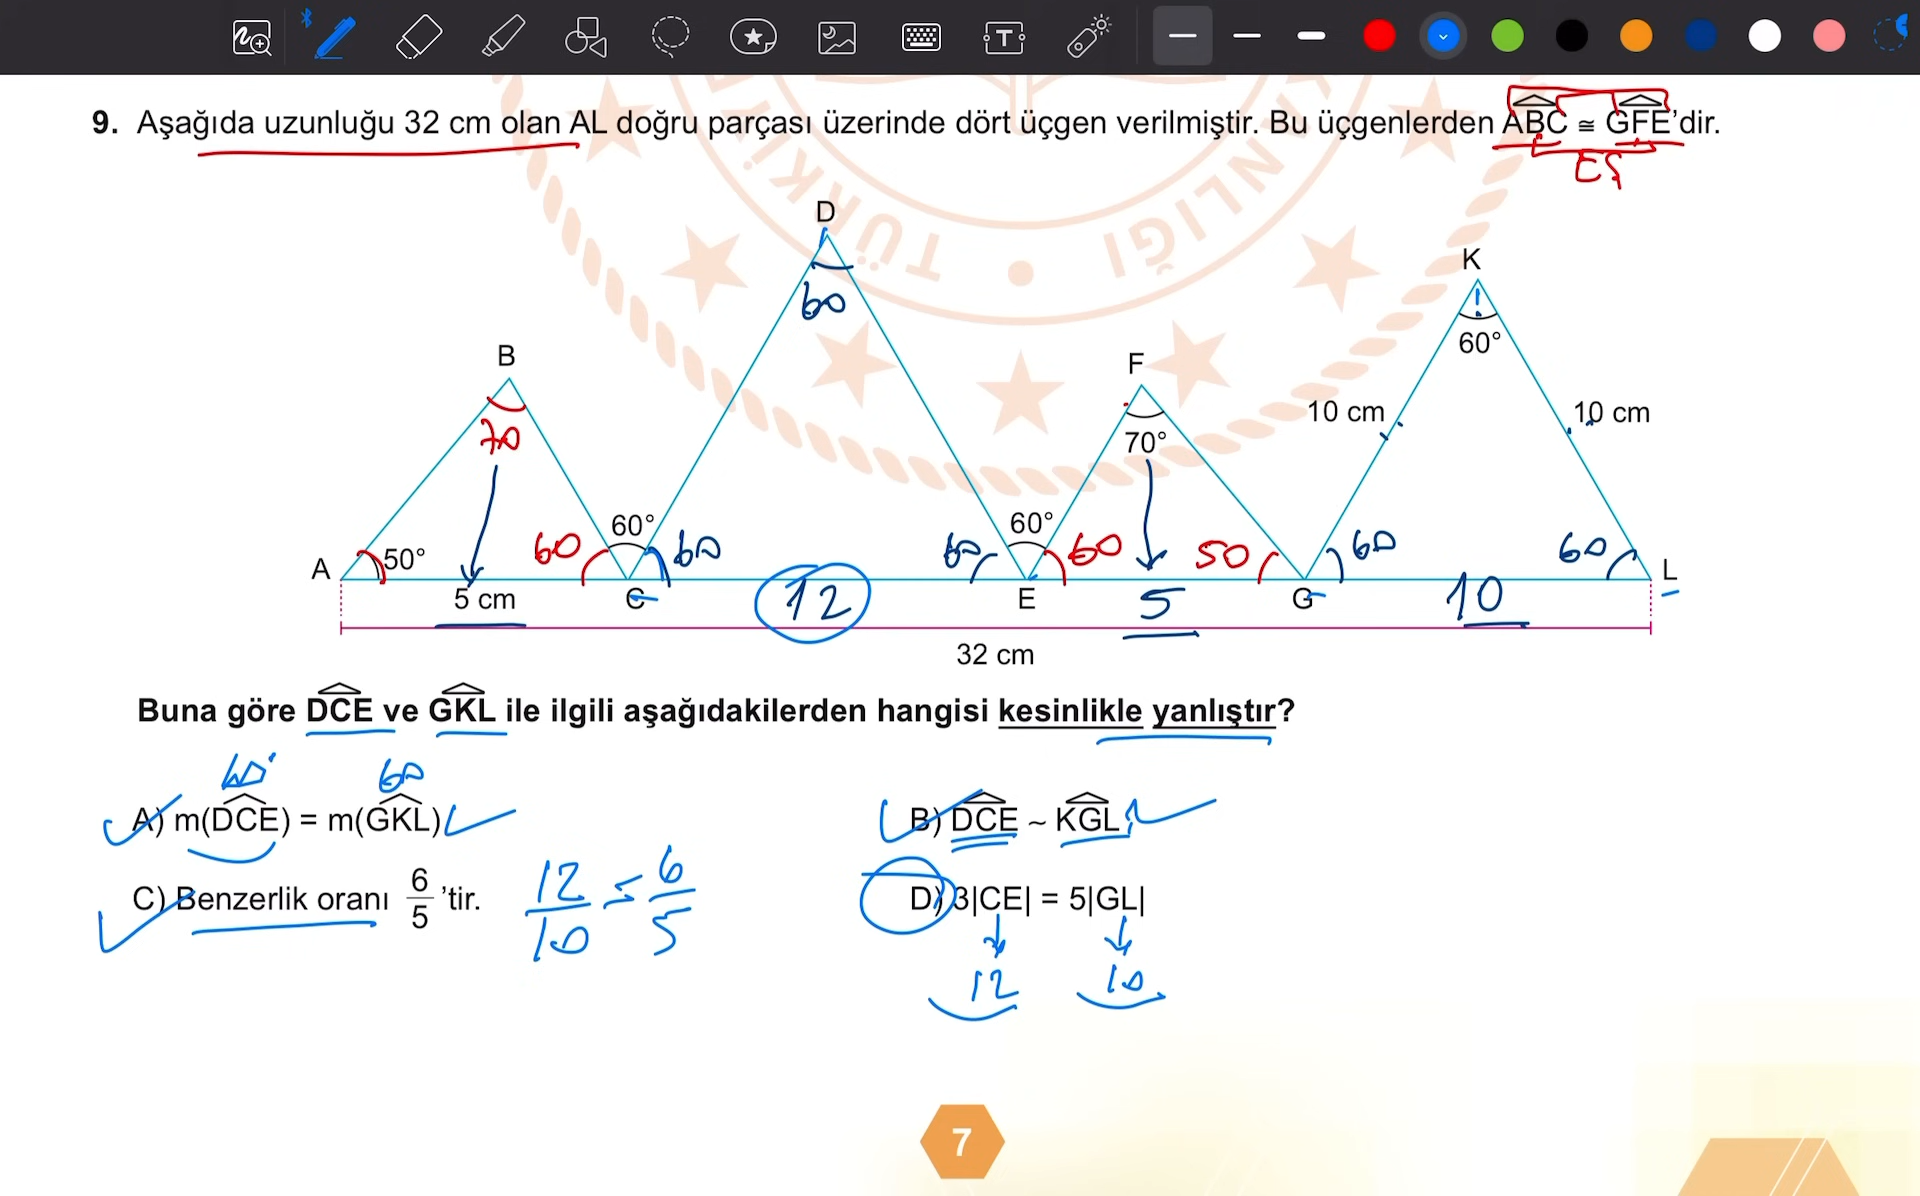 T
9. Aşağıda uzunluğu 32 cm olan AL doğru parçası üzerinde dört üçgen verilmiştir. Bu üçgenlerden ABC ≅ GFE'dir.
EŞ
TÜRKİYE
ANLIĞI
D
60
K
60°
B
70
F
70°
10 cm
10 cm
A
50°
60
60°
60
60
60°
60
50
60
60
L
5 cm
C
12
E
5
G
10
32 cm
Buna göre DCE ve GKL ile ilgili aşağıdakilerden hangisi kesinlikle yanlıştır?
60°
60
A) m(DCE) = m(GKL)
B) DCE ~ KGL
C) Benzerlik oranı 6/5 'tir.
12/10 = 6/5
D) 3|CE| = 5|GL|
12
10
7